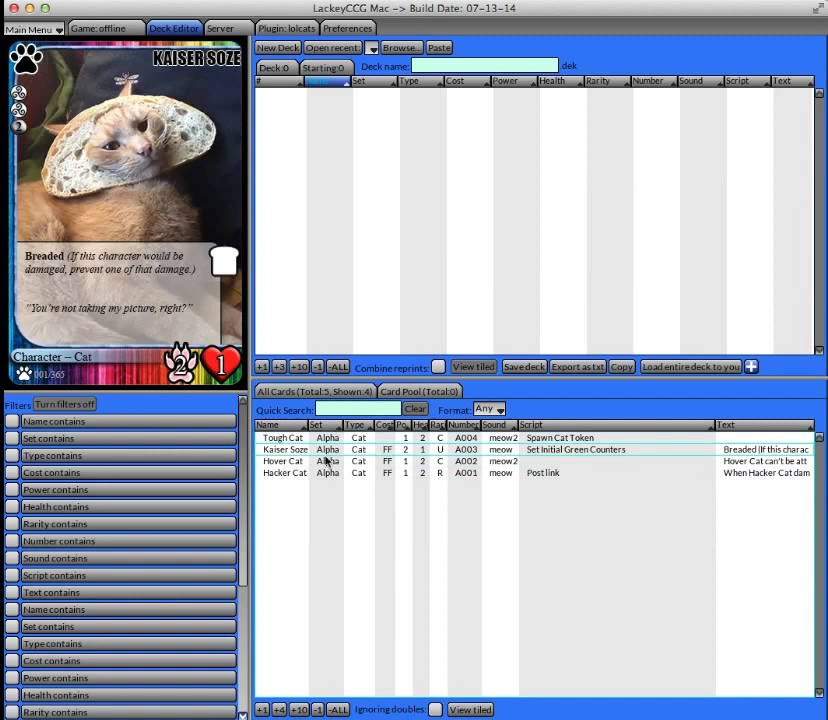 LackeyCCG Mac –> Build Date: 07-13-14
Main Menu Game: offline Deck Editor Server Plugin: lolcats Preferences
KAISER SOZE
2
Breaded (If this character would be
damaged, prevent one of that damage.)
"You're not taking my picture, right?"
Character – Cat
2 1
001/365
New Deck Open recent: Browse... Paste
Deck:0 Starting:0 Deck name: .dek
# Set Type Cost Power Health Rarity Number Sound Script Text
+1 +3 +10 -1 -ALL Combine reprints: View tiled Save deck Export as txt Copy Load entire deck to you +
All Cards (Total:5, Shown:4) Card Pool (Total:0)
Quick Search: Clear Format: Any
Name Set Type Cost Po Hea Ra Number Sound Script Text
Tough Cat Alpha Cat 1 2 C A004 meow2 Spawn Cat Token
Kaiser Soze Alpha Cat FF 2 1 U A003 meow Set Initial Green Counters Breaded (If this charac
Hover Cat Alpha Cat FF 1 2 C A002 meow2 Hover Cat can't be att
Hacker Cat Alpha Cat FF 1 2 R A001 meow Post link When Hacker Cat dam
+1 +4 +10 -1 -ALL Ignoring doubles: View tiled
Filters Turn filters off
Name contains
Set contains
Type contains
Cost contains
Power contains
Health contains
Rarity contains
Number contains
Sound contains
Script contains
Text contains
Name contains
Set contains
Type contains
Cost contains
Power contains
Health contains
Rarity contains